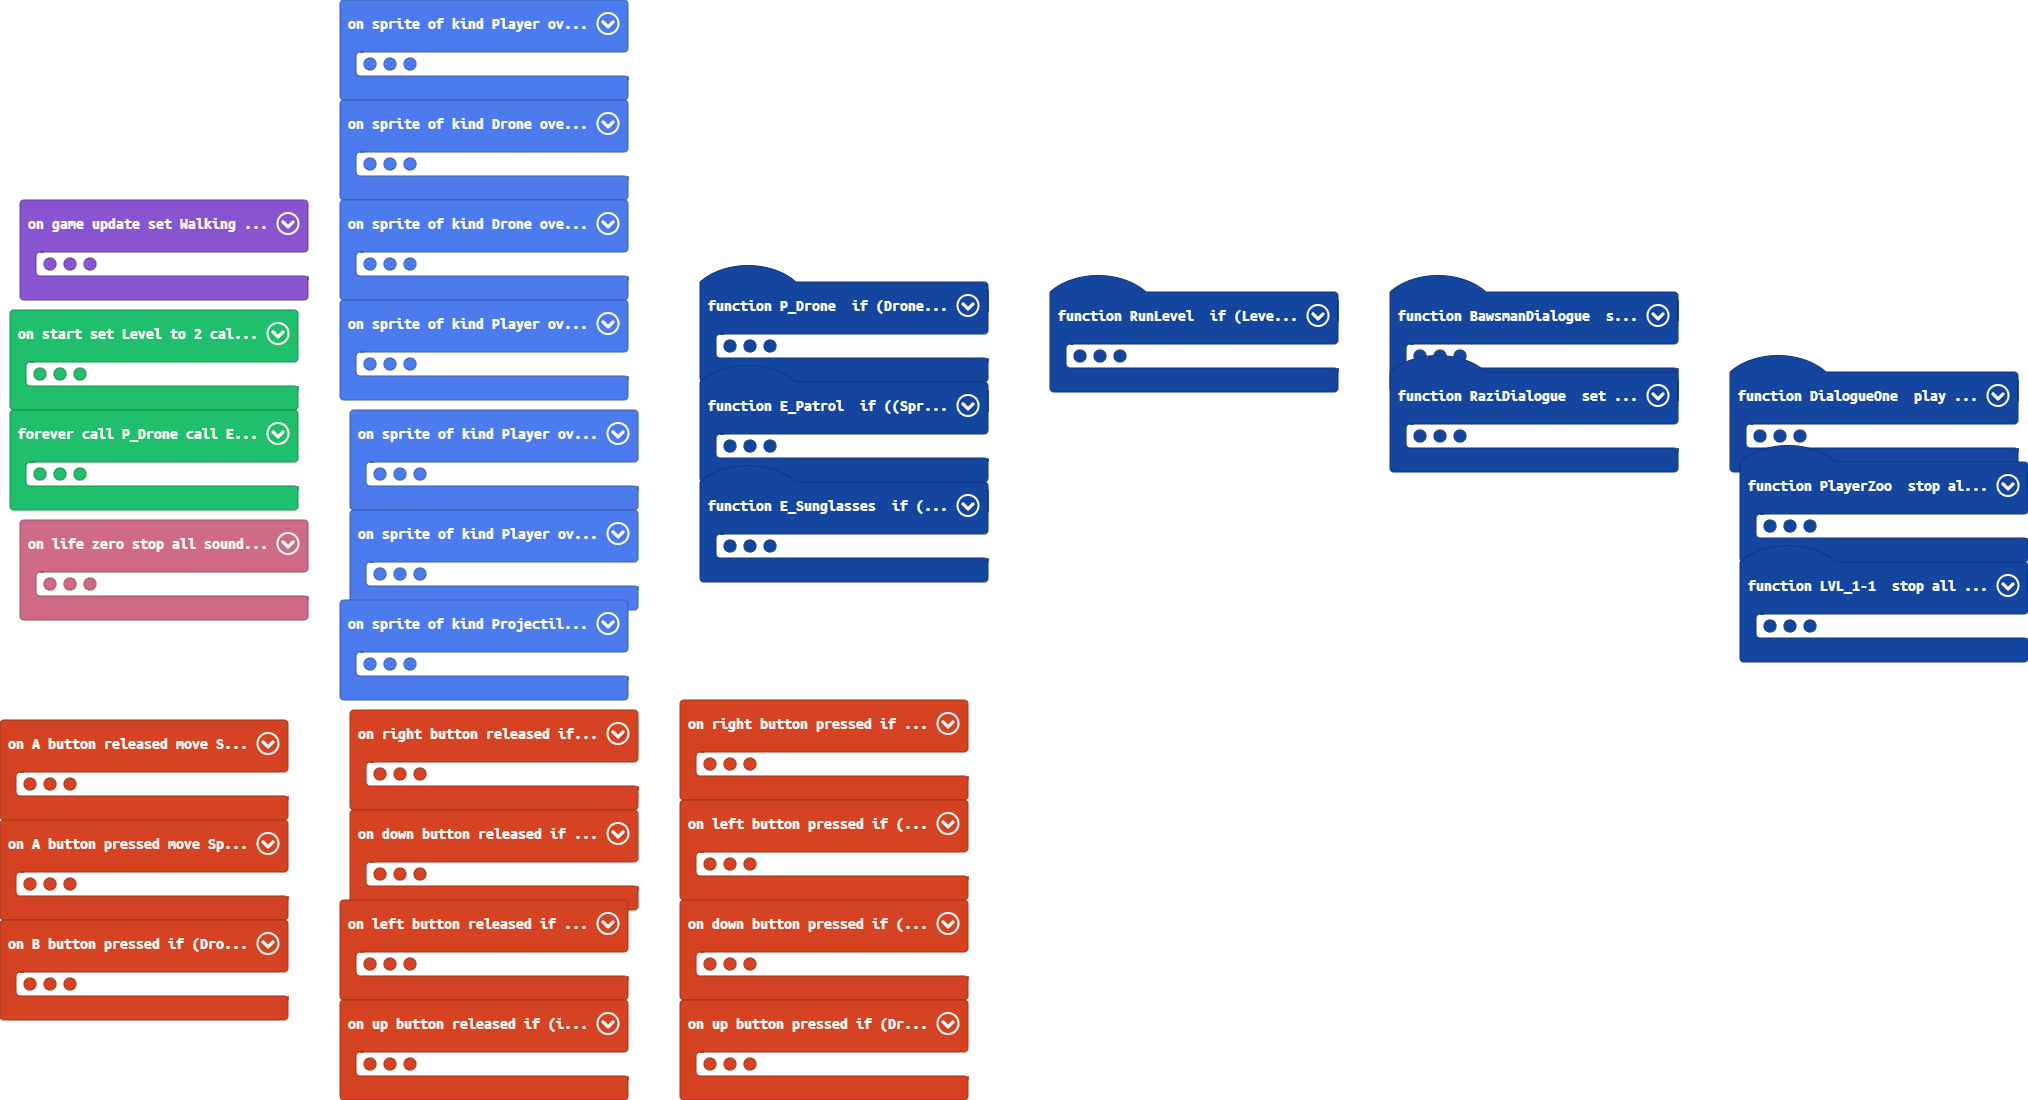 on game update set Walking ...
on start set Level to 2 cal...
forever call P_Drone call E...
on life zero stop all sound...
on A button released move S...
on A button pressed move Sp...
on B button pressed if (Dro...
on sprite of kind Player ov...
on sprite of kind Drone ove...
on sprite of kind Drone ove...
on sprite of kind Player ov...
on sprite of kind Player ov...
on sprite of kind Player ov...
on sprite of kind Projectil...
on right button released if...
on down button released if ...
on left button released if ...
on up button released if (i...
function P_Drone  if (Drone...
function E_Patrol  if ((Spr...
function E_Sunglasses  if (...
on right button pressed if ...
on left button pressed if (...
on down button pressed if (...
on up button pressed if (Dr...
function RunLevel  if (Leve...
function BawsmanDialogue  s...
function RaziDialogue  set ...
function DialogueOne  play ...
function PlayerZoo  stop al...
function LVL_1-1  stop all ...